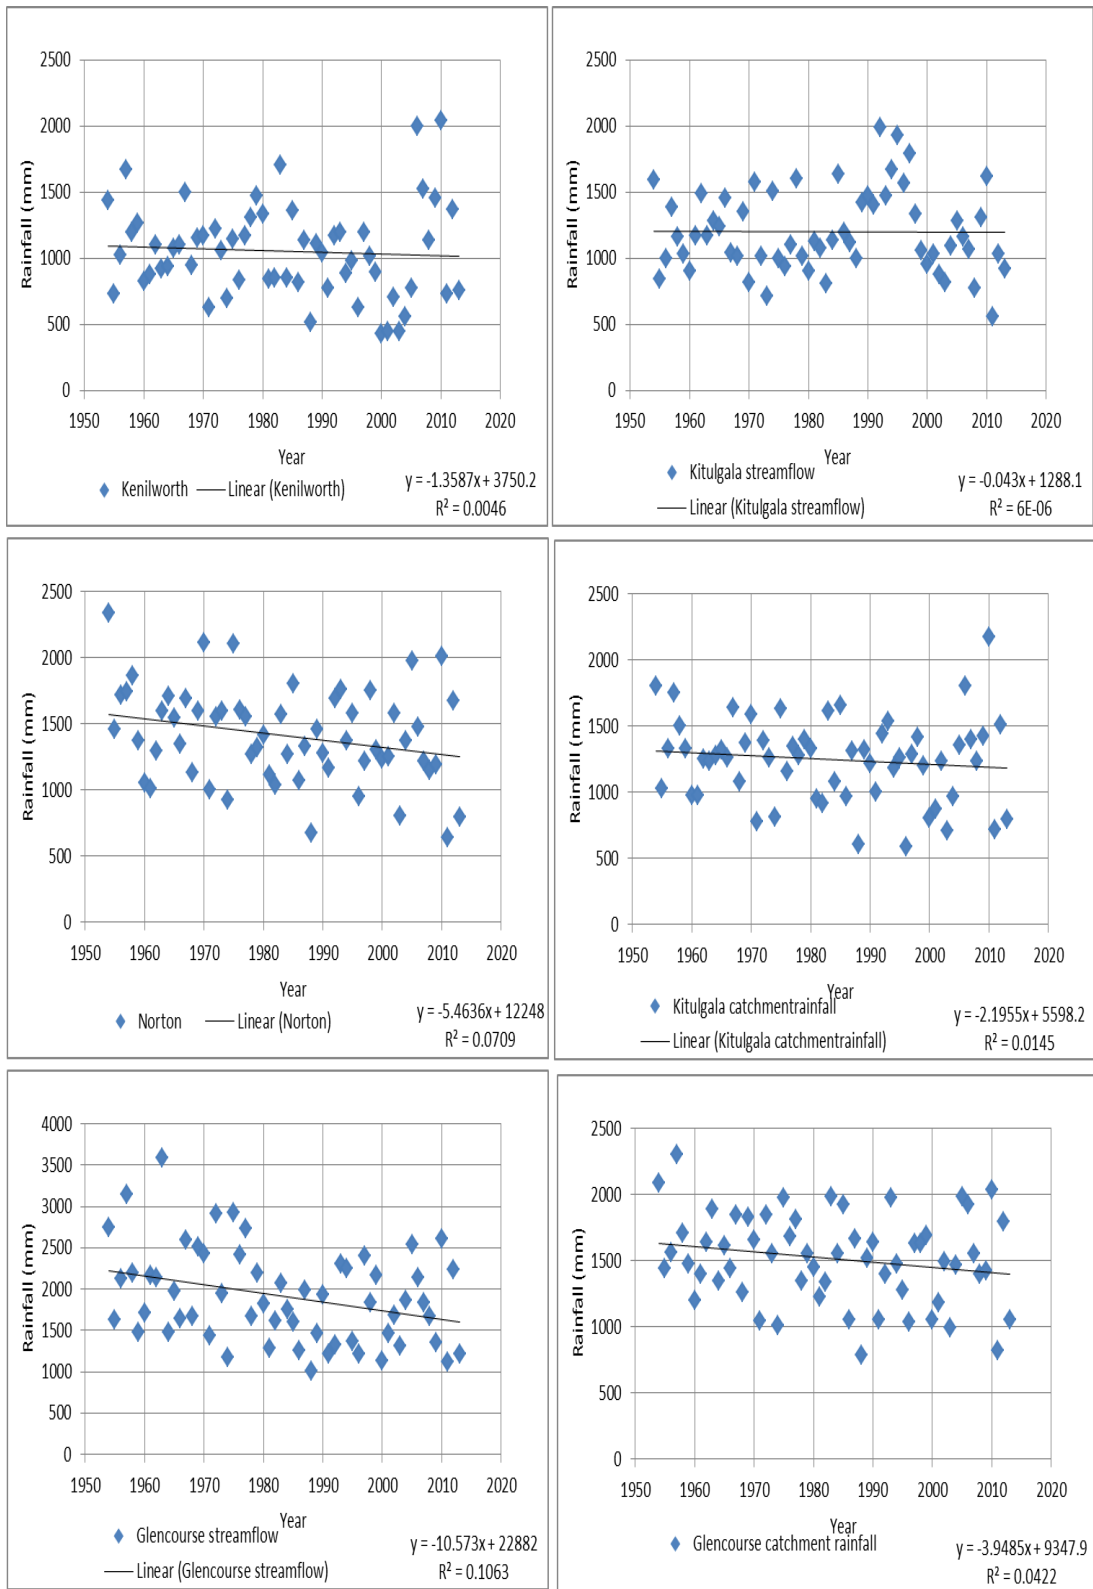 2500
2000
1500
1000
500
0
Rainfall (mm)
1950 1960 1970 1980 1990 2000 2010 2020
Year
Kenilworth Linear (Kenilworth)
y = -1.3587x + 3750.2
R² = 0.0046
2500
2000
1500
1000
500
0
Rainfall (mm)
1950 1960 1970 1980 1990 2000 2010 2020
Year
Kitulgala streamflow
Linear (Kitulgala streamflow)
y = -0.043x + 1288.1
R² = 6E-06
2500
2000
1500
1000
500
0
Rainfall (mm)
1950 1960 1970 1980 1990 2000 2010 2020
Year
Norton Linear (Norton)
y = -5.4636x + 12248
R² = 0.0709
2500
2000
1500
1000
500
0
Rainfall (mm)
1950 1960 1970 1980 1990 2000 2010 2020
Year
Kitulgala catchmentrainfall
Linear (Kitulgala catchmentrainfall)
y = -2.1955x + 5598.2
R² = 0.0145
4000
3500
3000
2500
2000
1500
1000
500
0
Rainfall (mm)
1950 1960 1970 1980 1990 2000 2010 2020
Year
Glencourse streamflow
Linear (Glencourse streamflow)
y = -10.573x + 22882
R² = 0.1063
2500
2000
1500
1000
500
0
Rainfall (mm)
1950 1960 1970 1980 1990 2000 2010 2020
Year
Glencourse catchment rainfall
y = -3.9485x + 9347.9
R² = 0.0422